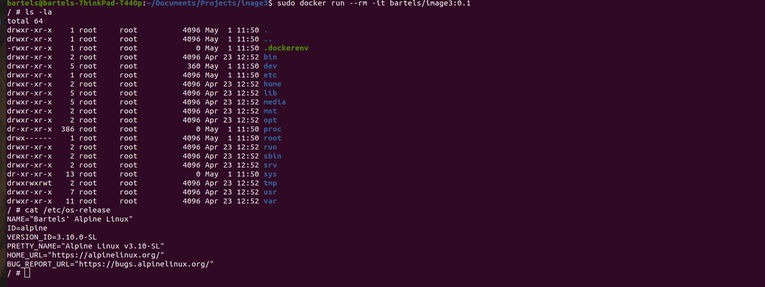 bartels@bartels-ThinkPad-T440p:~/Documents/Projects/image3$ sudo docker run --rm -it bartels/image3:0.1
/ # ls -la
total 64
drwxr-xr-x 1 root root 4096 May 1 11:50 .
drwxr-xr-x 1 root root 4096 May 1 11:50 ..
-rwxr-xr-x 1 root root 0 May 1 11:50 .dockerenv
drwxr-xr-x 2 root root 4096 Apr 23 12:52 bin
drwxr-xr-x 5 root root 360 May 1 11:50 dev
drwxr-xr-x 1 root root 4096 May 1 11:50 etc
drwxr-xr-x 2 root root 4096 Apr 23 12:52 home
drwxr-xr-x 5 root root 4096 Apr 23 12:52 lib
drwxr-xr-x 5 root root 4096 Apr 23 12:52 media
drwxr-xr-x 2 root root 4096 Apr 23 12:52 mnt
drwxr-xr-x 2 root root 4096 Apr 23 12:52 opt
dr-xr-xr-x 386 root root 0 May 1 11:50 proc
drwx------ 1 root root 4096 May 1 11:50 root
drwxr-xr-x 2 root root 4096 Apr 23 12:52 run
drwxr-xr-x 2 root root 4096 Apr 23 12:52 sbin
drwxr-xr-x 2 root root 4096 Apr 23 12:52 srv
dr-xr-xr-x 13 root root 0 May 1 11:50 sys
drwxrwxrwt 2 root root 4096 Apr 23 12:52 tmp
drwxr-xr-x 7 root root 4096 Apr 23 12:52 usr
drwxr-xr-x 11 root root 4096 Apr 23 12:52 var
/ # cat /etc/os-release
NAME="Bartels' Alpine Linux"
ID=alpine
VERSION_ID=3.10.0-SL
PRETTY_NAME="Alpine Linux v3.10-SL"
HOME_URL="https://alpinelinux.org/"
BUG_REPORT_URL="https://bugs.alpinelinux.org/"
/ #